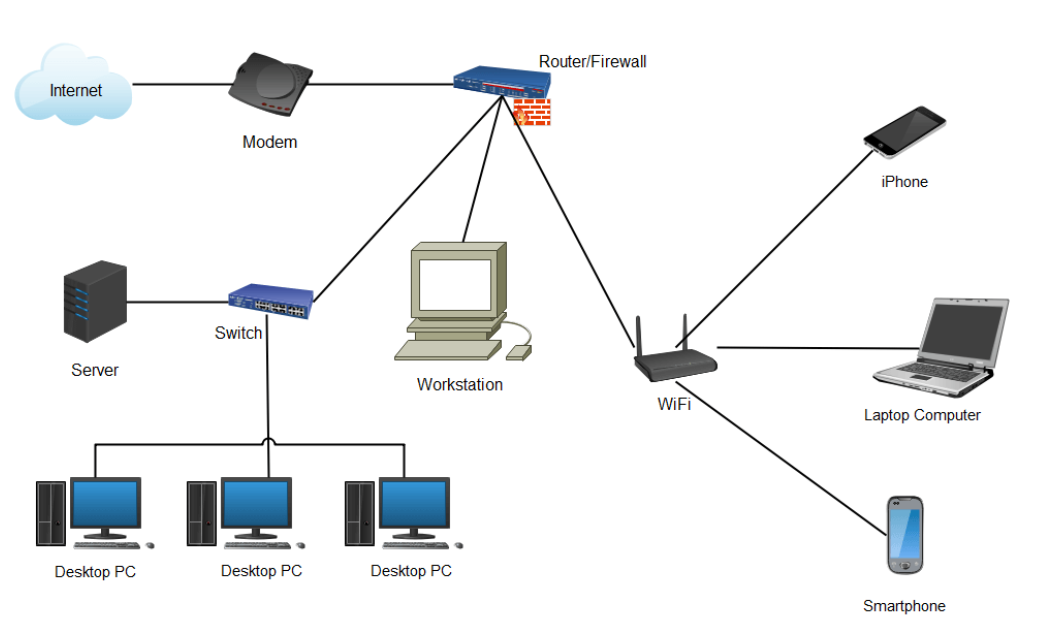 Router/Firewall
Internet
Modem
iPhone
Switch
Server
Workstation
WiFi
Laptop Computer
Desktop PC
Desktop PC
Desktop PC
Smartphone